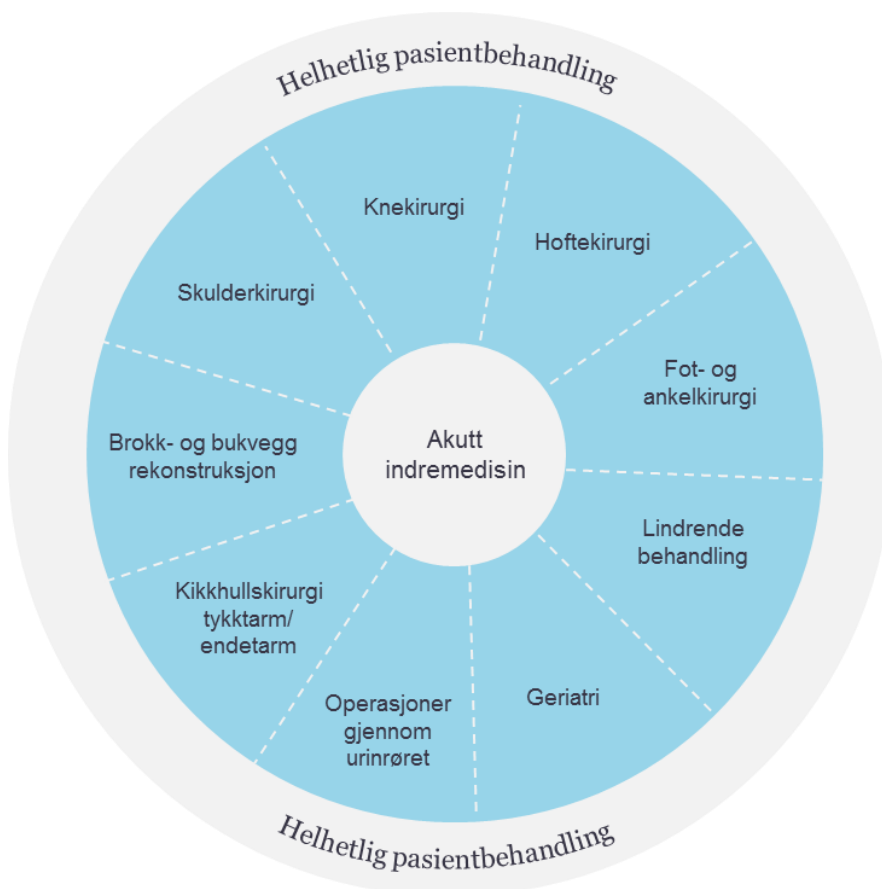 Helhetlig pasientbehandling
Knekirurgi
Hoftekirurgi
Skulderkirurgi
Fot- og
ankelkirurgi
Brokk- og bukvegg
rekonstruksjon
Akutt
indremedisin
Lindrende
behandling
Kikkhullskirurgi
tykktarm/
endetarm
Operasjoner
gjennom
urinrøret
Geriatri
Helhetlig pasientbehandling